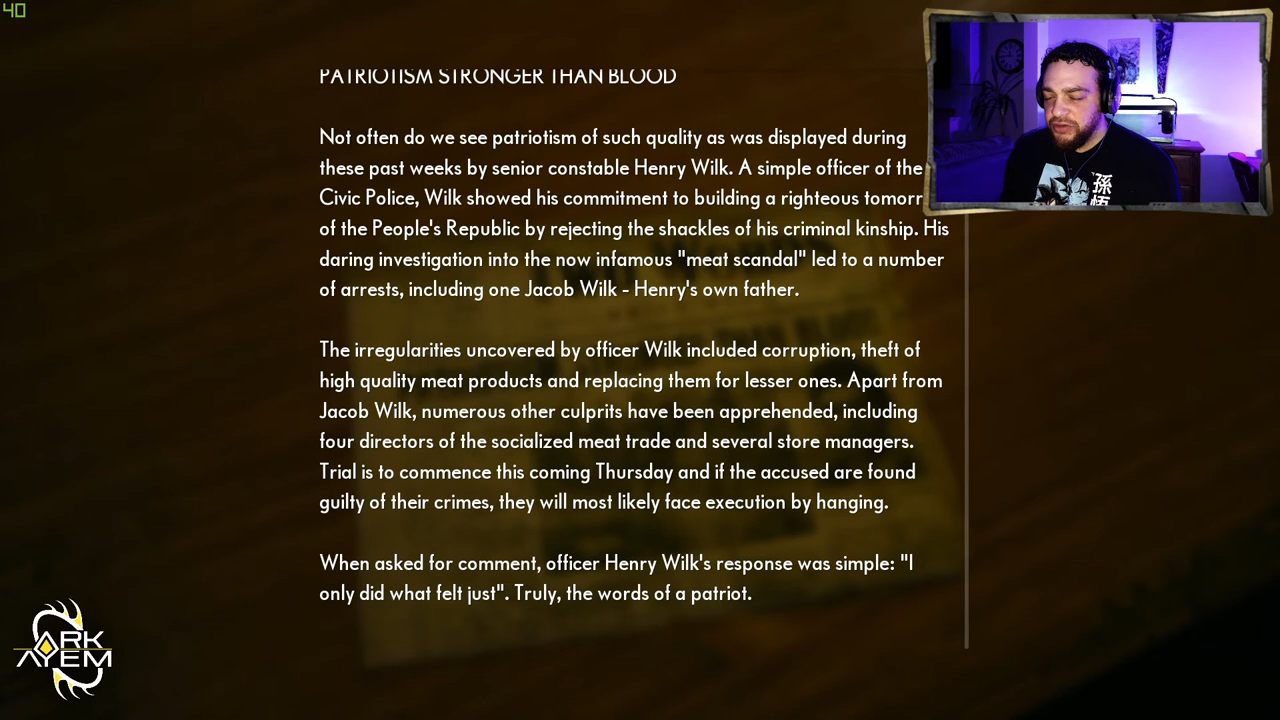 40
PATRIOTISM STRONGER THAN BLOOD
Not often do we see patriotism of such quality as was displayed during
these past weeks by senior constable Henry Wilk. A simple officer of the
Civic Police, Wilk showed his commitment to building a righteous tomorr
of the People's Republic by rejecting the shackles of his criminal kinship. His
daring investigation into the now infamous "meat scandal" led to a number
of arrests, including one Jacob Wilk - Henry's own father.
The irregularities uncovered by officer Wilk included corruption, theft of
high quality meat products and replacing them for lesser ones. Apart from
Jacob Wilk, numerous other culprits have been apprehended, including
four directors of the socialized meat trade and several store managers.
Trial is to commence this coming Thursday and if the accused are found
guilty of their crimes, they will most likely face execution by hanging.
When asked for comment, officer Henry Wilk's response was simple: "I
only did what felt just". Truly, the words of a patriot.
孫
悟
ARK
AYEM